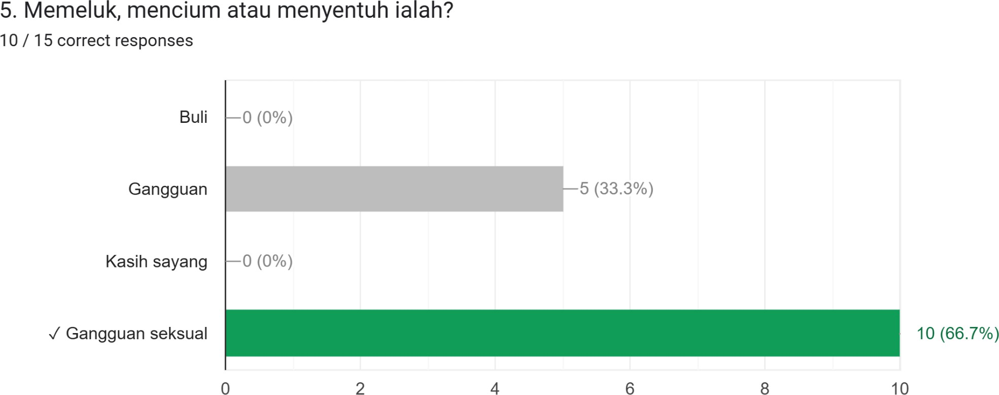 5. Memeluk, mencium atau menyentuh ialah?
10 / 15 correct responses
Buli
0 (0%)
Gangguan
5 (33.3%)
Kasih sayang
0 (0%)
✓ Gangguan seksual
10 (66.7%)
0 2 4 6 8 10